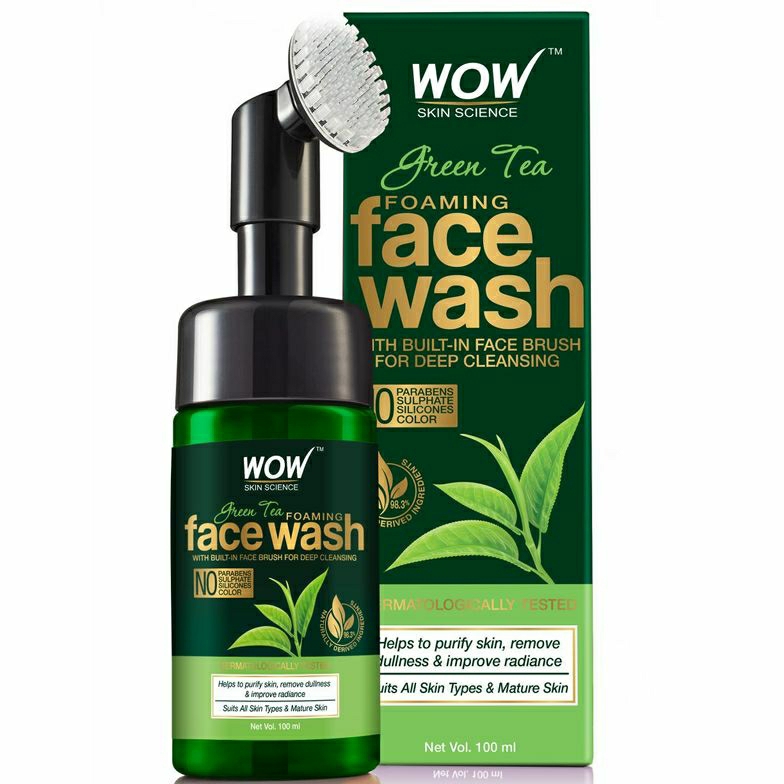 WOW™
SKIN SCIENCE
Green Tea
FOAMING
face
wash
WITH BUILT-IN FACE BRUSH
FOR DEEP CLEANSING
NO
PARABENS
SULPHATE
SILICONES
COLOR
98.3%
DERIVED INGREDIENTS
DERMATOLOGICALLY TESTED
Helps to purify skin, remove
dullness & improve radiance
Suits All Skin Types & Mature Skin
Net Vol. 100 ml
WOW™
SKIN SCIENCE
Green Tea FOAMING
face wash
WITH BUILT-IN FACE BRUSH FOR DEEP CLEANSING
NO
PARABENS
SULPHATE
SILICONES
COLOR
NATURALLY DERIVED INGREDIENTS
98.3%
DERMATOLOGICALLY TESTED
Helps to purify skin, remove dullness
& improve radiance
Suits All Skin Types & Mature Skin
Net Vol. 100 ml